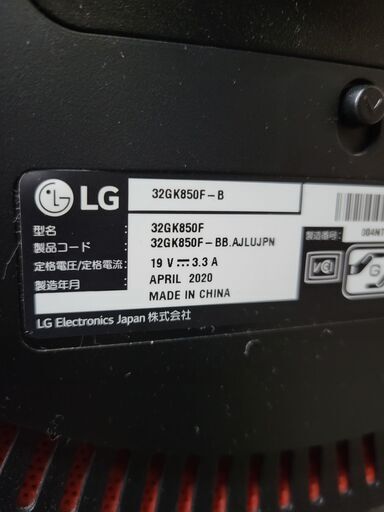 LG 32GK850F-B
型名 : 32GK850F
製品コード : 32GK850F-BB.AJLUJPN
定格電圧/定格電流: 19 V⎓3.3 A
製造年月 : APRIL 2020
MADE IN CHINA
LG Electronics Japan 株式会社
製造番号: